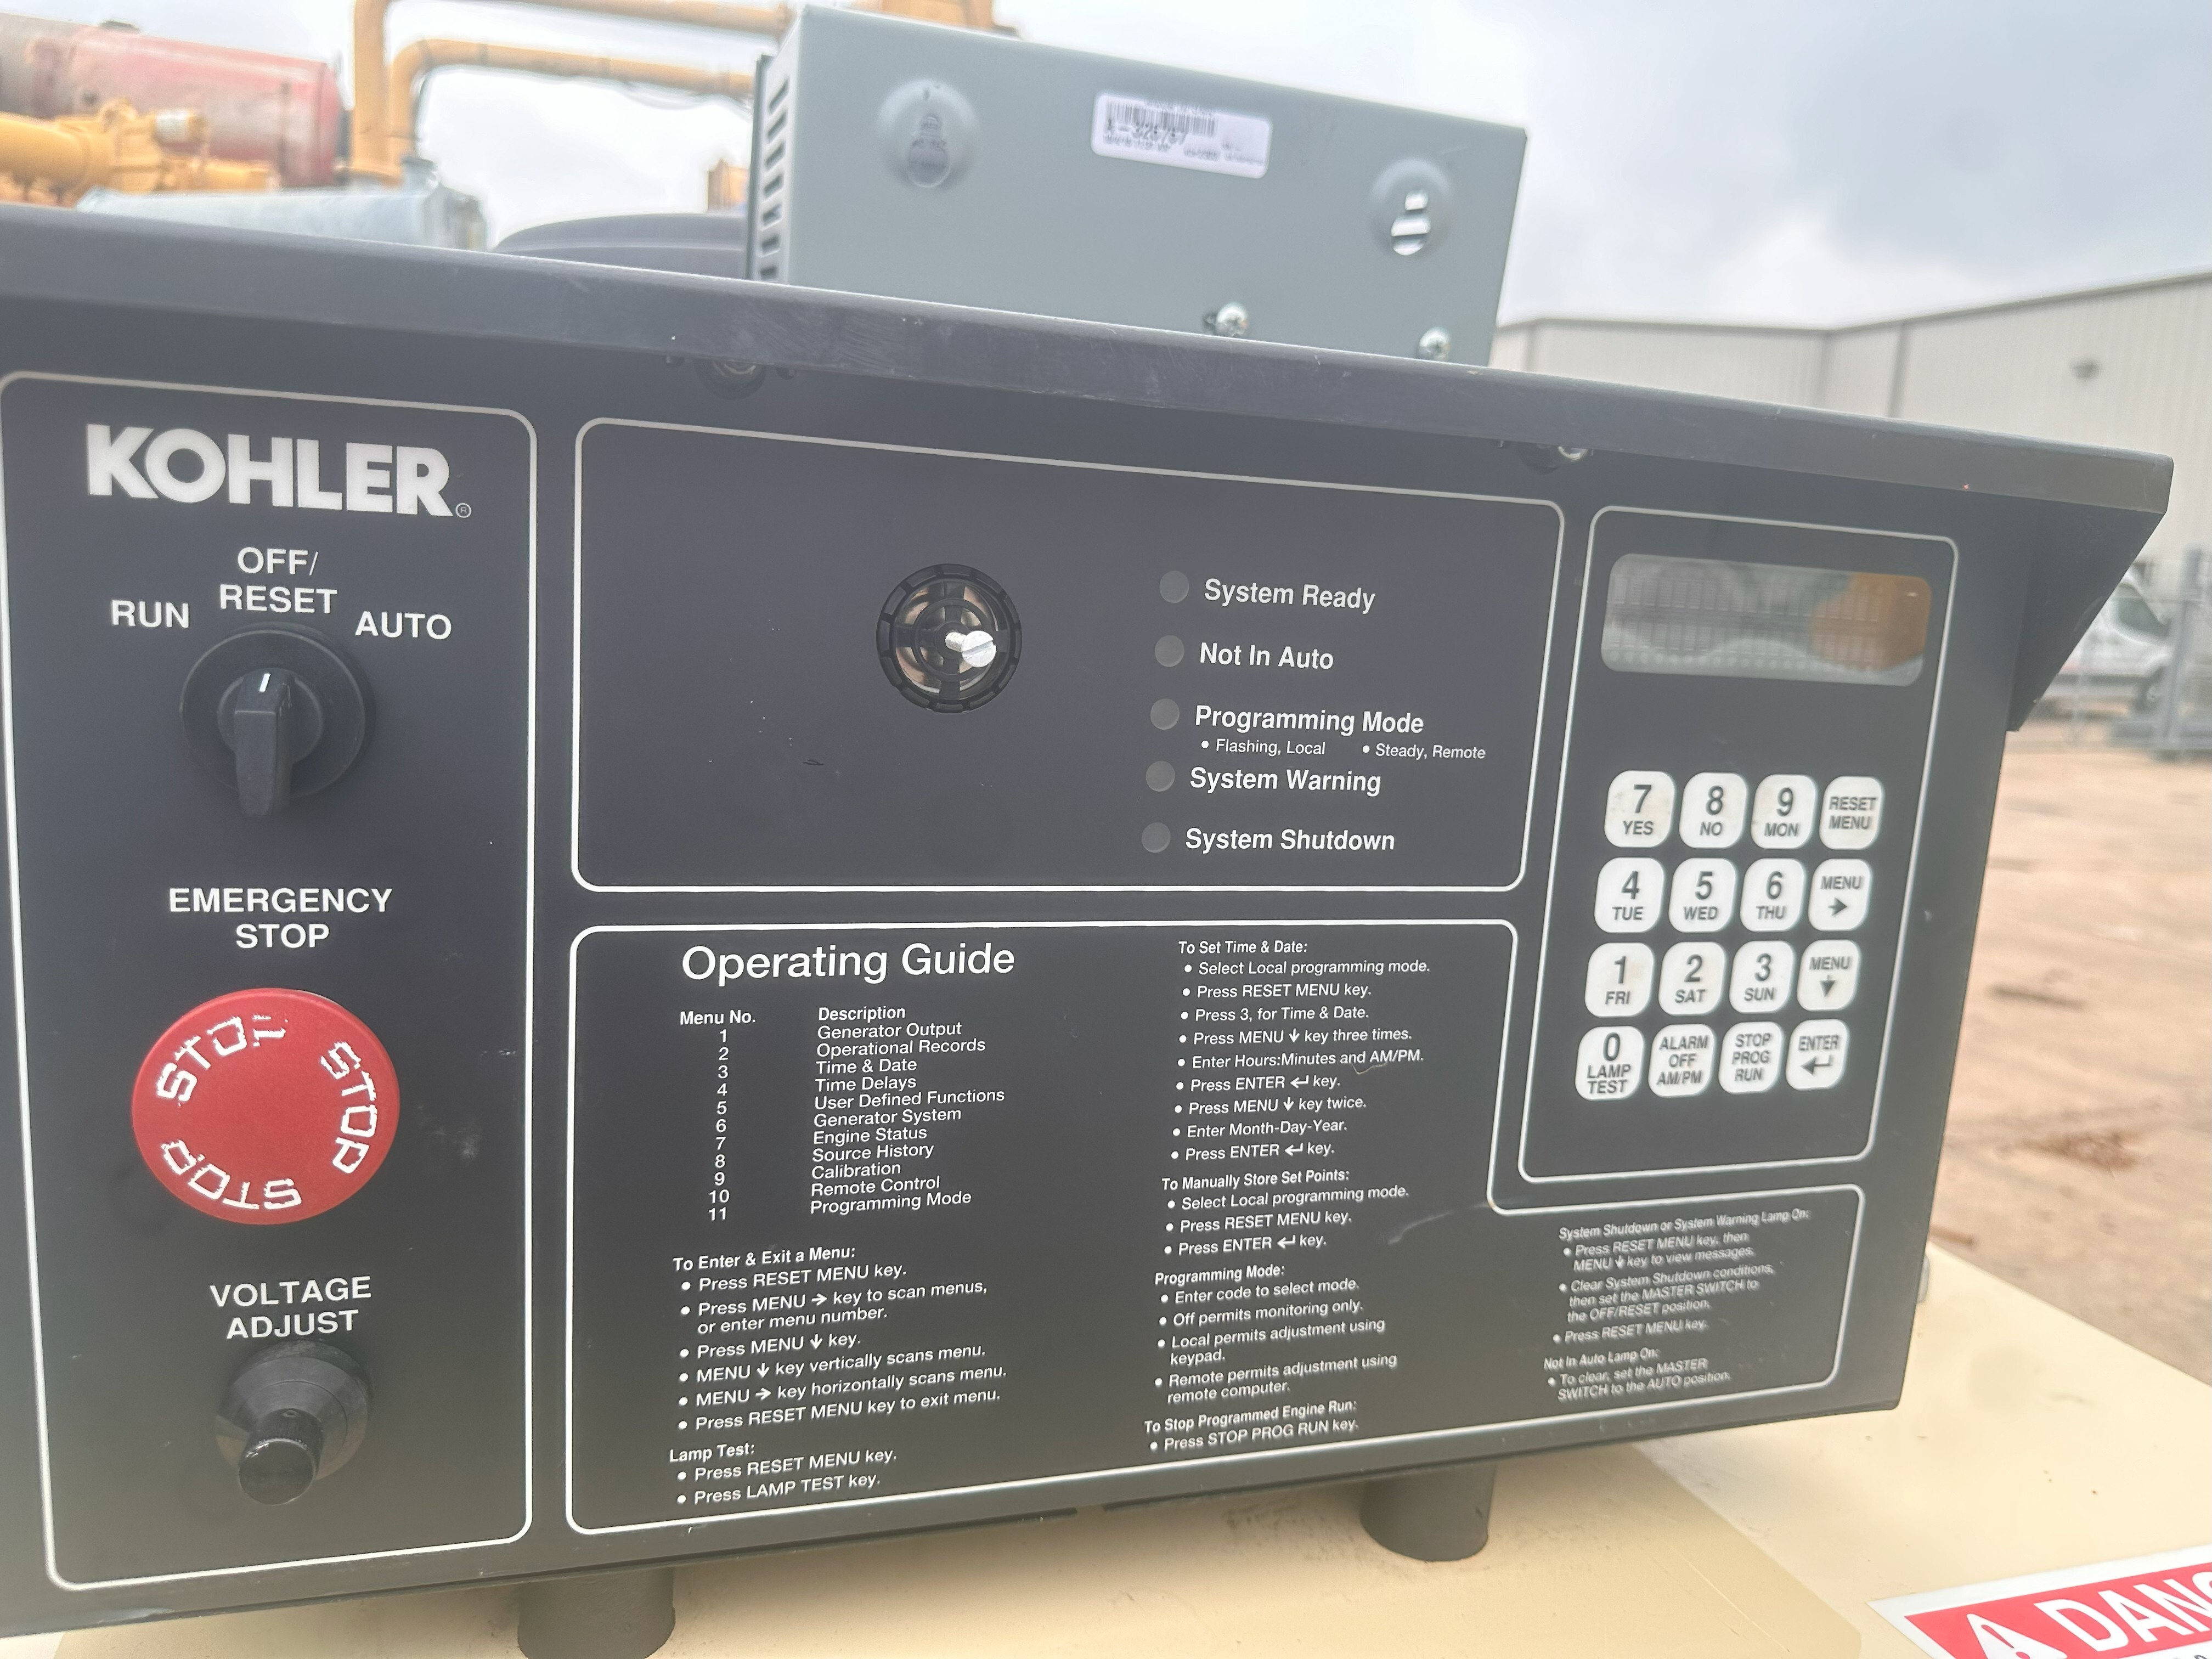 KOHLER®
OFF/
RESET
RUN
AUTO
EMERGENCY
STOP
STOP
STOP
STOP
VOLTAGE
ADJUST
System Ready
Not In Auto
Programming Mode
• Flashing, Local • Steady, Remote
System Warning
System Shutdown
7 YES
8 NO
9 MON
RESET MENU
4 TUE
5 WED
6 THU
MENU →
1 FRI
2 SAT
3 SUN
MENU ↓
0 LAMP TEST
ALARM OFF AM/PM
STOP PROG RUN
ENTER ↵
Operating Guide
Menu No. Description
1 Generator Output
2 Operational Records
3 Time & Date
4 Time Delays
5 User Defined Functions
6 Generator System
7 Engine Status
8 Source History
9 Calibration
10 Remote Control
11 Programming Mode
To Enter & Exit a Menu:
• Press RESET MENU key.
• Press MENU → key to scan menus,
or enter menu number.
• Press MENU ↓ key.
• MENU ↓ key vertically scans menu.
• MENU → key horizontally scans menu.
• Press RESET MENU key to exit menu.
Lamp Test:
• Press RESET MENU key.
• Press LAMP TEST key.
To Set Time & Date:
• Select Local programming mode.
• Press RESET MENU key.
• Press 3, for Time & Date.
• Press MENU ↓ key three times.
• Enter Hours:Minutes and AM/PM.
• Press ENTER ↵ key.
• Press MENU ↓ key twice.
• Enter Month-Day-Year.
• Press ENTER ↵ key.
To Manually Store Set Points:
• Select Local programming mode.
• Press RESET MENU key.
• Press ENTER ↵ key.
Programming Mode:
• Enter code to select mode.
• Off permits monitoring only.
• Local permits adjustment using
keypad.
• Remote permits adjustment using
remote computer.
To Stop Programmed Engine Run:
• Press STOP PROG RUN key.
System Shutdown or System Warning Lamp On:
• Press RESET MENU key, then
MENU ↓ key to view messages.
• Clear System Shutdown conditions,
then set the MASTER SWITCH to
the OFF/RESET position.
• Press RESET MENU key.
Not In Auto Lamp On:
• To clear, set the MASTER
SWITCH to the AUTO position.